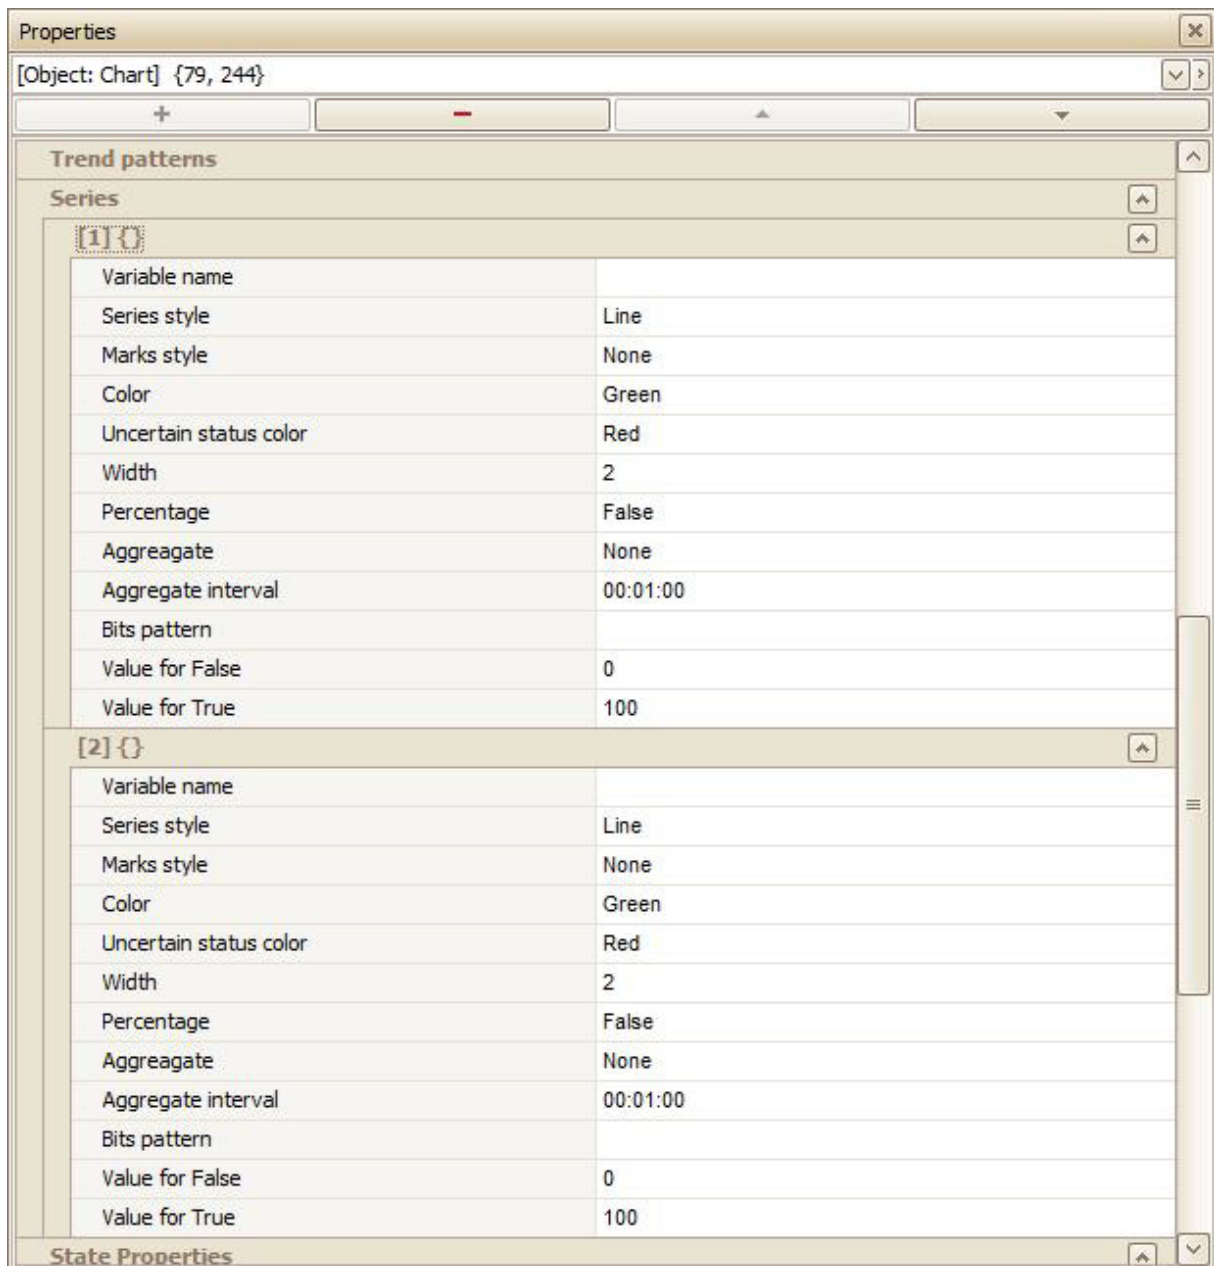 Properties
[Object: Chart] {79, 244}
Trend patterns
Series
[1] {}
Variable name
Series style Line
Marks style None
Color Green
Uncertain status color Red
Width 2
Percentage False
Aggreagate None
Aggregate interval 00:01:00
Bits pattern
Value for False 0
Value for True 100
[2] {}
Variable name
Series style Line
Marks style None
Color Green
Uncertain status color Red
Width 2
Percentage False
Aggreagate None
Aggregate interval 00:01:00
Bits pattern
Value for False 0
Value for True 100
State Properties